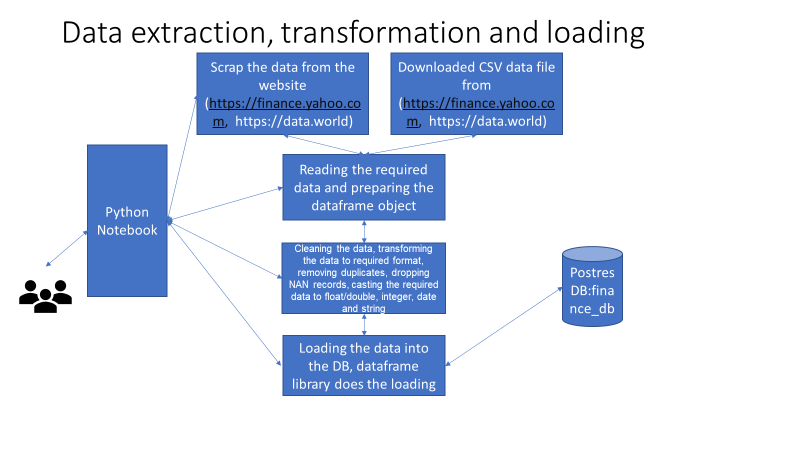 Data extraction, transformation and loading
Scrap the data from the
website
(https://finance.yahoo.co
m, https://data.world)
Downloaded CSV data file
from
(https://finance.yahoo.co
m, https://data.world)
Reading the required
data and preparing the
dataframe object
Python
Notebook
Cleaning the data, transforming
the data to required format,
removing duplicates, dropping
NAN records, casting the required
data to float/double, integer, date
and string
Postres
DB:fina
nce_db
Loading the data into
the DB, dataframe
library does the loading